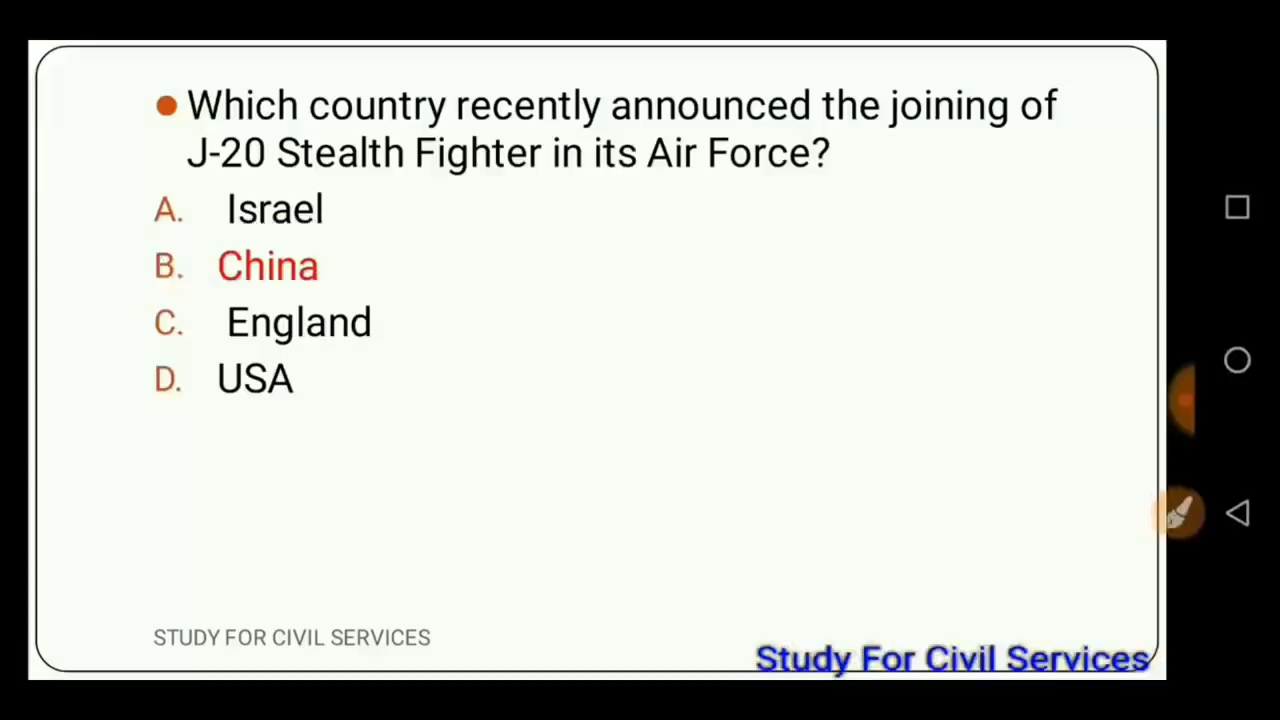 Which country recently announced the joining of
J-20 Stealth Fighter in its Air Force?
A. Israel
B. China
C. England
D. USA
STUDY FOR CIVIL SERVICES
Study For Civil Services